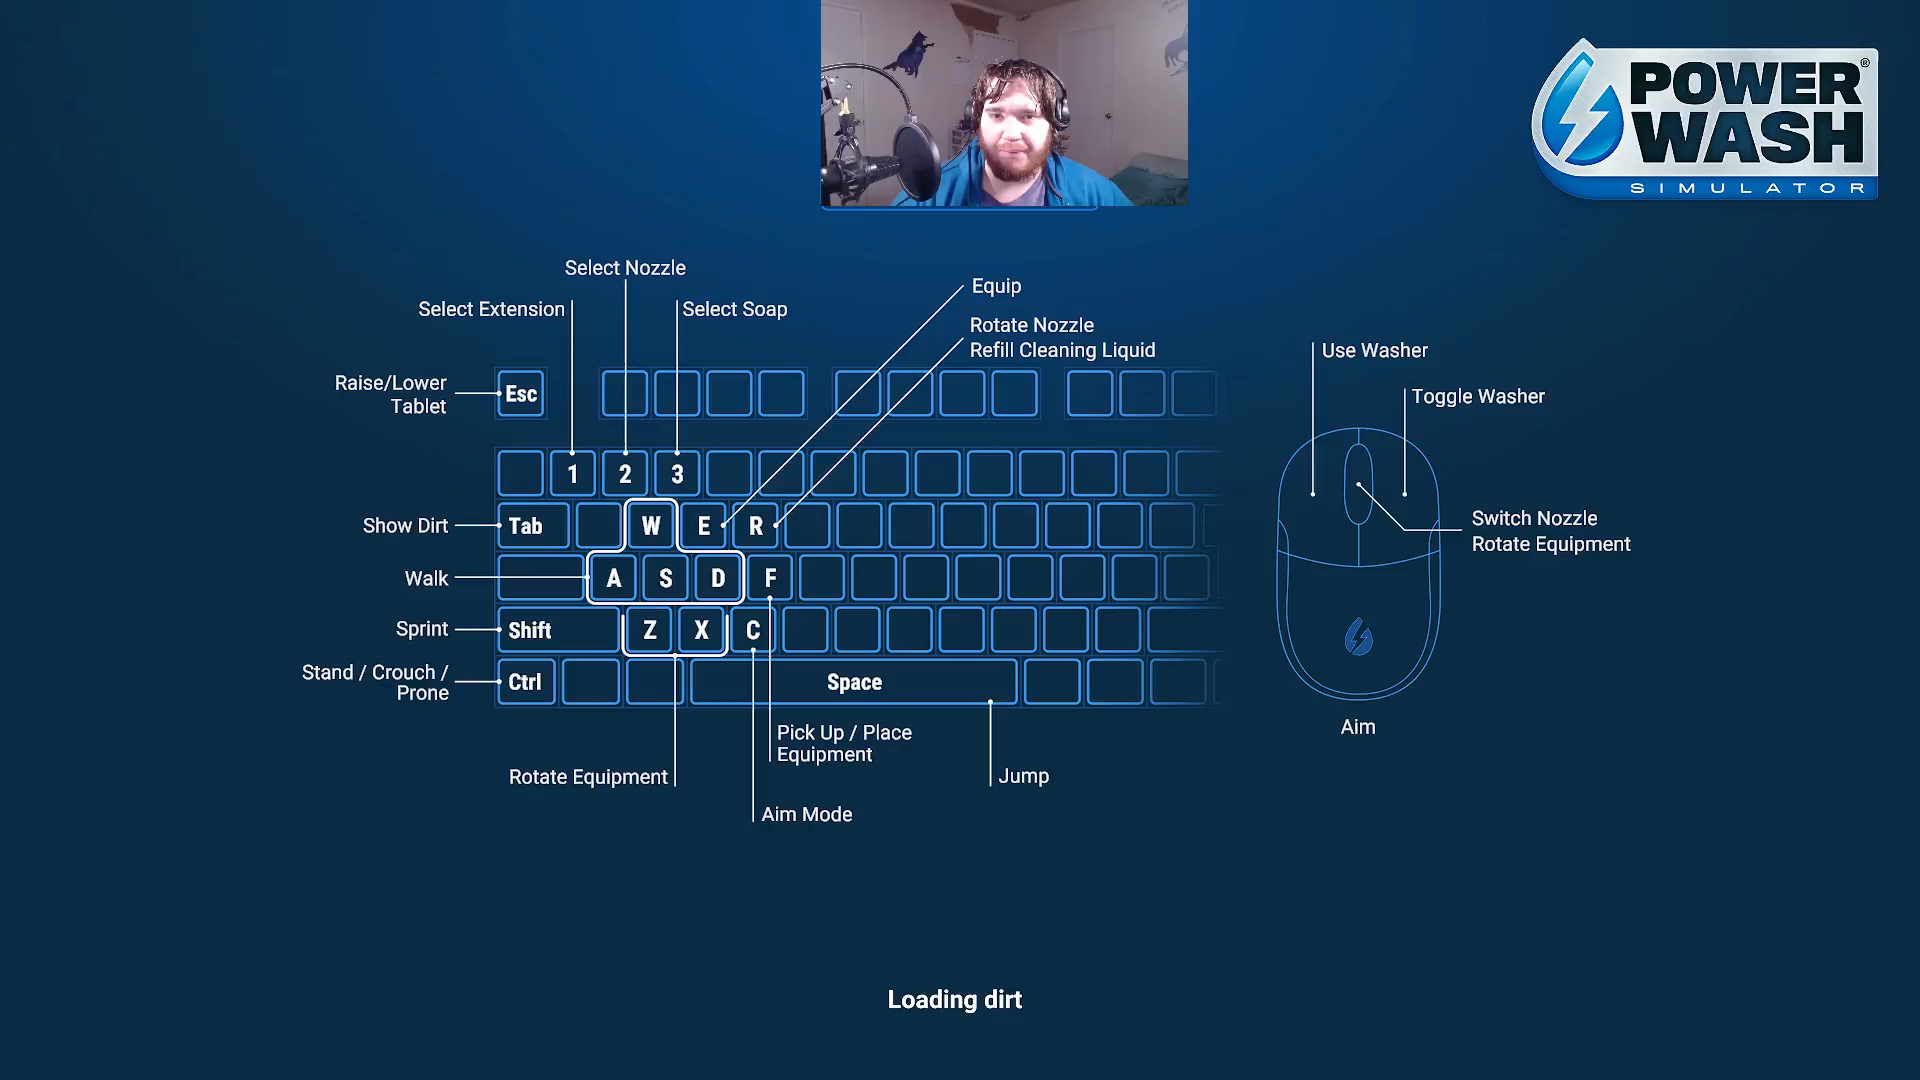 POWER®
WASH
SIMULATOR
Select Nozzle
Select Extension
Select Soap
Equip
Rotate Nozzle
Refill Cleaning Liquid
Use Washer
Toggle Washer
Raise/Lower
Tablet
Esc
1 2 3
Show Dirt
Tab W E R
Switch Nozzle
Rotate Equipment
Walk
A S D F
Sprint
Shift Z X C
Stand / Crouch /
Prone
Ctrl Space
Aim
Pick Up / Place
Equipment
Rotate Equipment
Jump
Aim Mode
Loading dirt